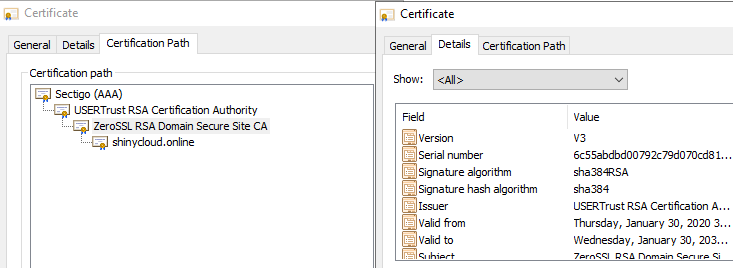 Certificate
General Details Certification Path
Certification path
Sectigo (AAA)
USERTrust RSA Certification Authority
ZeroSSL RSA Domain Secure Site CA
shinycloud.online
Certificate
General Details Certification Path
Show: <All>
Field Value
Version V3
Serial number 6c55abdbd00792c79d070cd81...
Signature algorithm sha384RSA
Signature hash algorithm sha384
Issuer USERTrust RSA Certification A...
Valid from Thursday, January 30, 2020 3...
Valid to Wednesday, January 30, 203...
Subject ZeroSSL RSA Domain Secure Si...